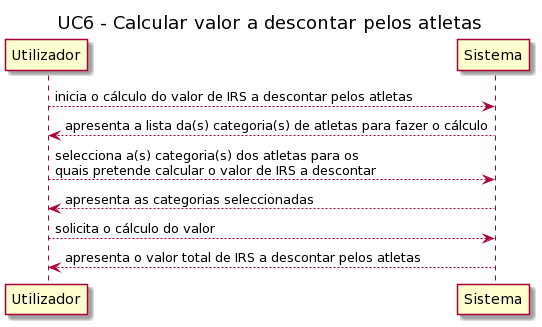 UC6 - Calcular valor a descontar pelos atletas
Utilizador
Sistema
inicia o cálculo do valor de IRS a descontar pelos atletas
apresenta a lista da(s) categoria(s) de atletas para fazer o cálculo
selecciona a(s) categoria(s) dos atletas para os
quais pretende calcular o valor de IRS a descontar
apresenta as categorias seleccionadas
solicita o cálculo do valor
apresenta o valor total de IRS a descontar pelos atletas
Utilizador
Sistema